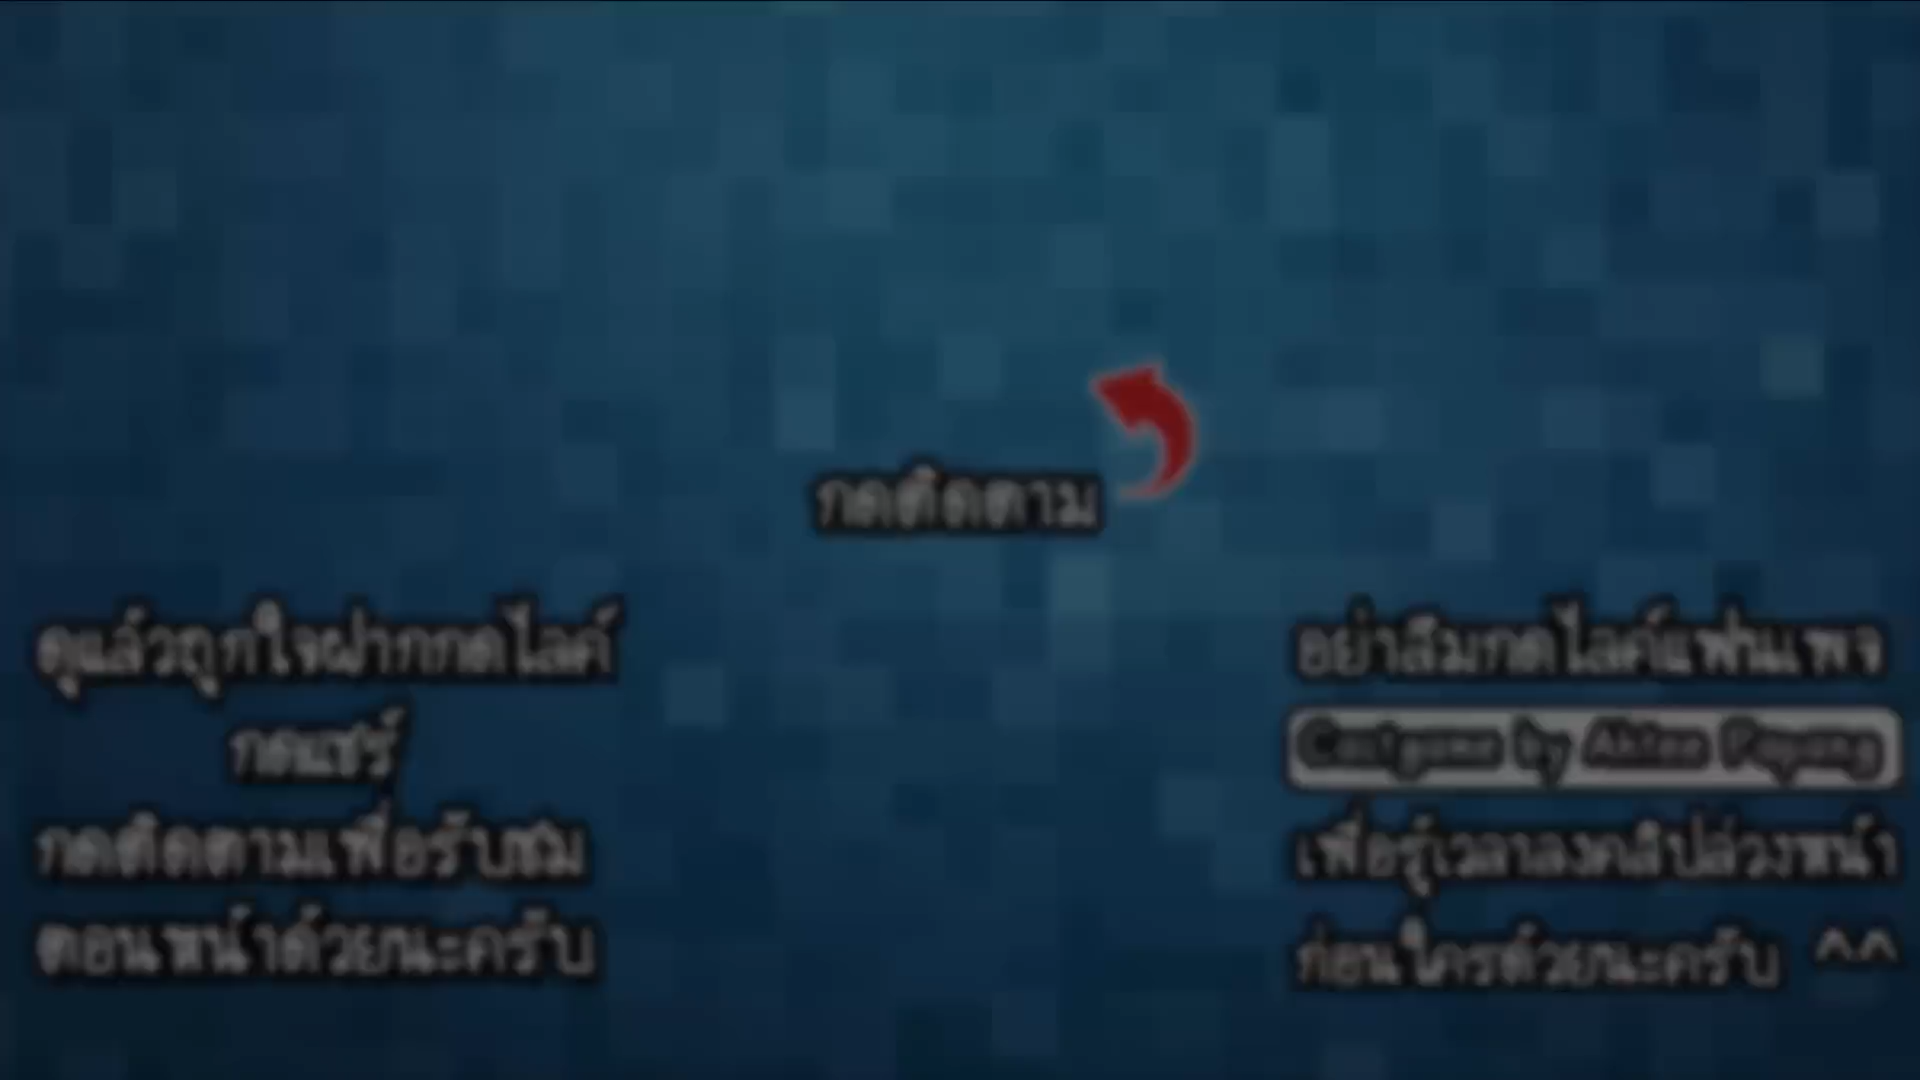 กดติดตาม
ดูแล้วถูกใจฝากกดไลค์
กดแชร์
กดติดตามเพื่อรับชม
ตอนหน้าด้วยนะครับ
อย่าลืมกดไลค์แฟนเพจ
by
เพื่อรู้เวลาลงคลิปล่วงหน้า
ก่อนใครด้วยนะครับ ^^